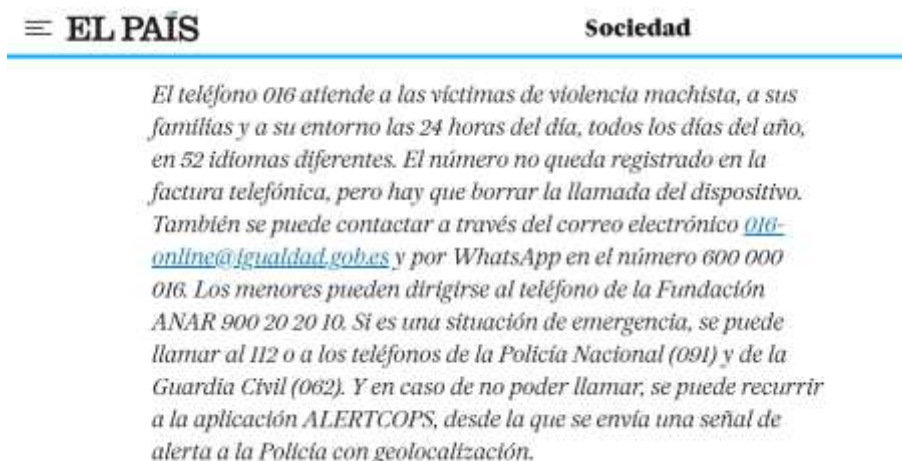 EL PAÍS
Sociedad
El teléfono 016 atiende a las víctimas de violencia machista, a sus
familias y a su entorno las 24 horas del día, todos los días del año,
en 52 idiomas diferentes. El número no queda registrado en la
factura telefónica, pero hay que borrar la llamada del dispositivo.
También se puede contactar a través del correo electrónico 016-
online@igualdad.gob.es y por WhatsApp en el número 600 000
016. Los menores pueden dirigirse al teléfono de la Fundación
ANAR 900 20 20 10. Si es una situación de emergencia, se puede
llamar al 112 o a los teléfonos de la Policía Nacional (091) y de la
Guardia Civil (062). Y en caso de no poder llamar, se puede recurrir
a la aplicación ALERTCOPS, desde la que se envía una señal de
alerta a la Policía con geolocalización.